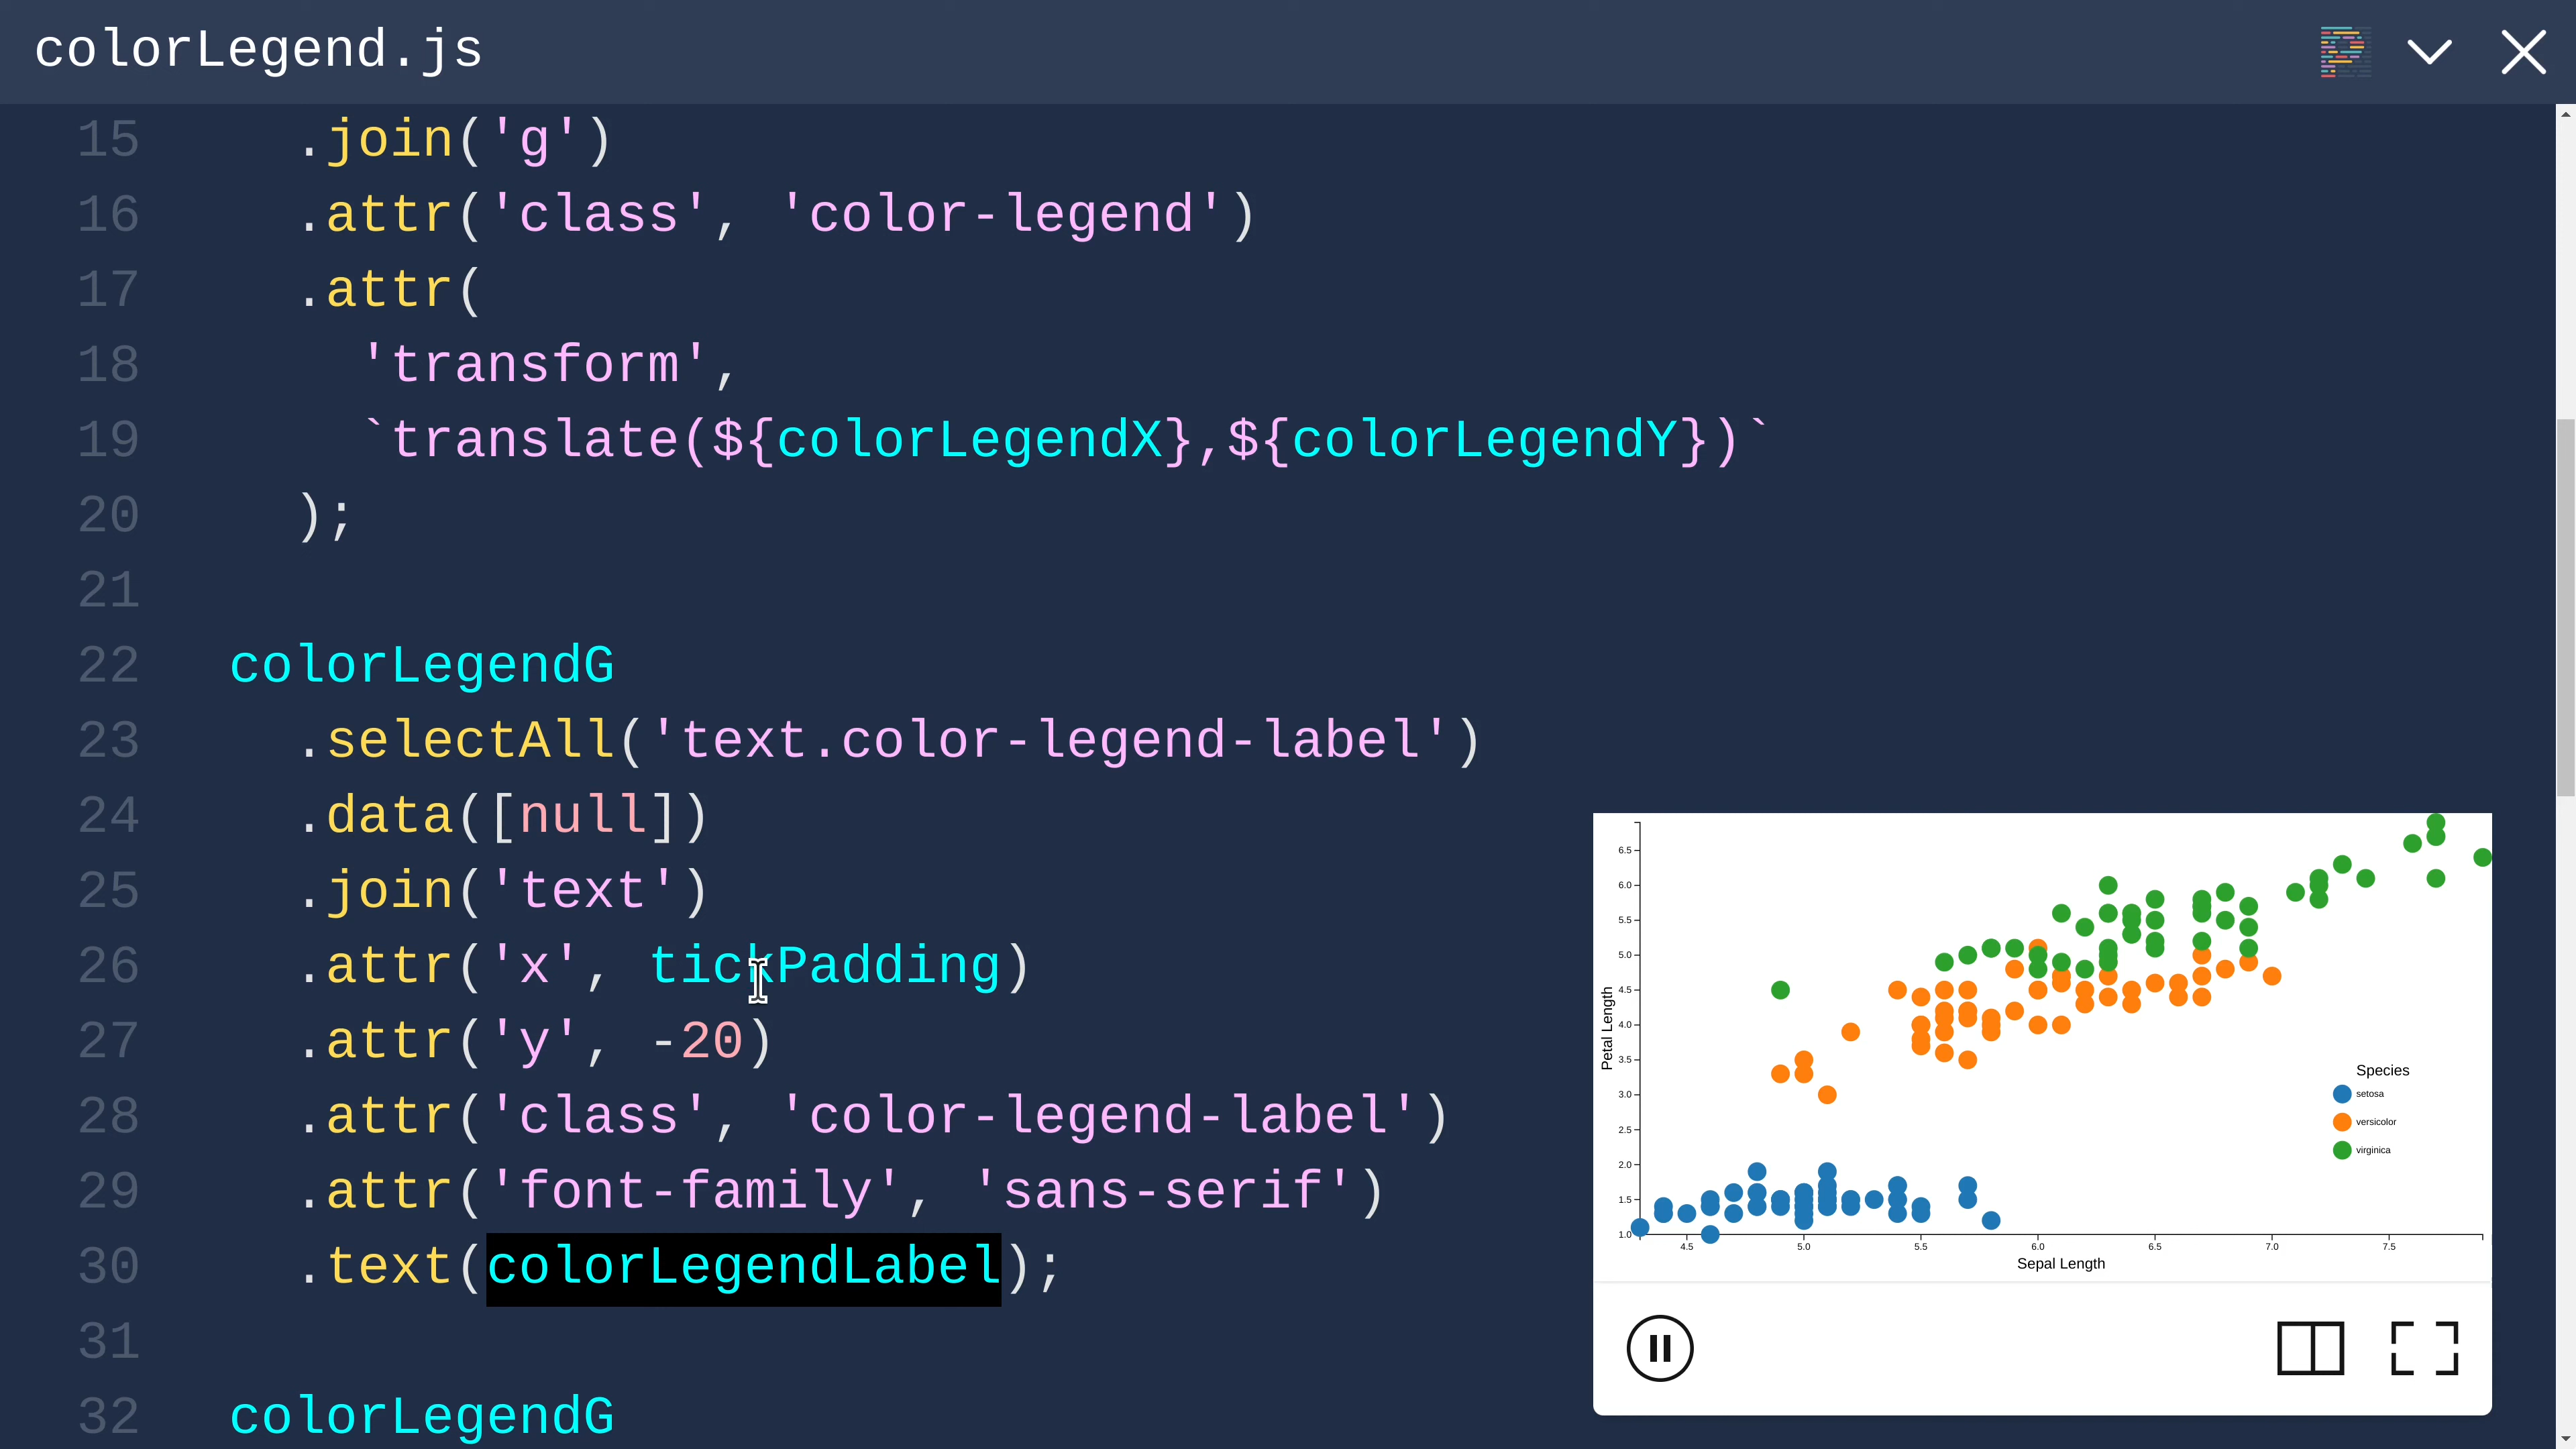 colorLegend.js
15 .join('g')
16 .attr('class', 'color-legend')
17 .attr(
18 'transform',
19 `translate(${colorLegendX},${colorLegendY})`
20 );
21
22 colorLegendG
23 .selectAll('text.color-legend-label')
24 .data([null])
25 .join('text')
26 .attr('x', tickPadding)
27 .attr('y', -20)
28 .attr('class', 'color-legend-label')
29 .attr('font-family', 'sans-serif')
30 .text(colorLegendLabel);
31
32 colorLegendG
6.5
6.0
5.5
5.0
4.5
4.0
3.5
3.0
2.5
2.0
1.5
1.0
Petal Length
Species
setosa
versicolor
virginica
4.5 5.0 5.5 6.0 6.5 7.0 7.5
Sepal Length